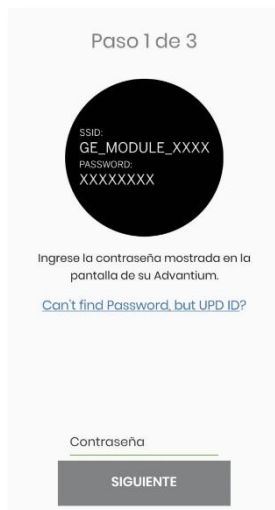 Paso 1 de 3
SSID:
GE_MODULE_XXXX
PASSWORD:
XXXXXXXX
Ingrese la contraseña mostrada en la
pantalla de su Advantium.
Can't find Password, but UPD ID?
Contraseña
SIGUIENTE